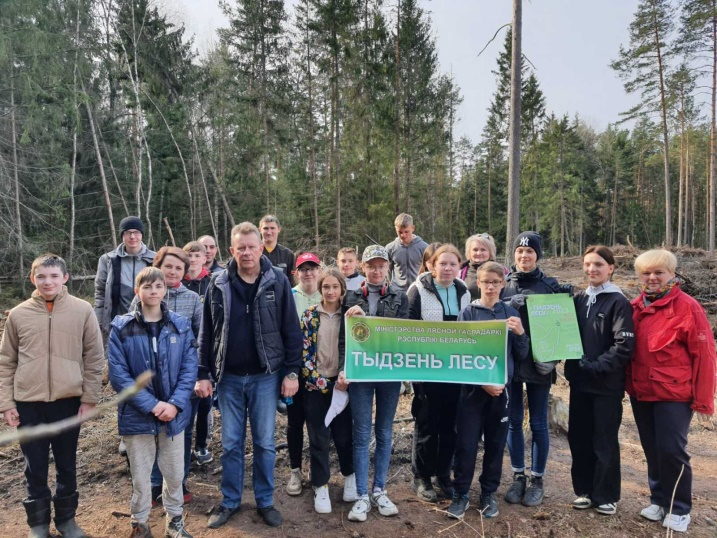 МІНІСТЭРСТВА ЛЯСНОЙ ГАСПАДАРКІ
РЭСПУБЛІКІ БЕЛАРУСЬ
ТЫДЗЕНЬ ЛЕСУ